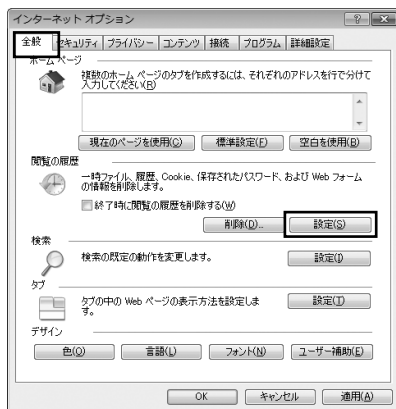 インターネット オプション
全般 セキュリティ プライバシー コンテンツ 接続 プログラム 詳細設定
ホーム ページ
複数のホーム ページのタブを作成するには、それぞれのアドレスを行で分けて
入力してください(R)
現在のページを使用(C) 標準設定(F) 空白を使用(B)
閲覧の履歴
一時ファイル、履歴、Cookie、保存されたパスワード、および Web フォーム
の情報を削除します。
終了時に閲覧の履歴を削除する(W)
削除(D)... 設定(S)
検索
検索の既定の動作を変更します。 設定(I)
タブ
タブの中の Web ページの表示方法を設定しま
す。 設定(T)
デザイン
色(O) 言語(L) フォント(N) ユーザー補助(E)
OK キャンセル 適用(A)